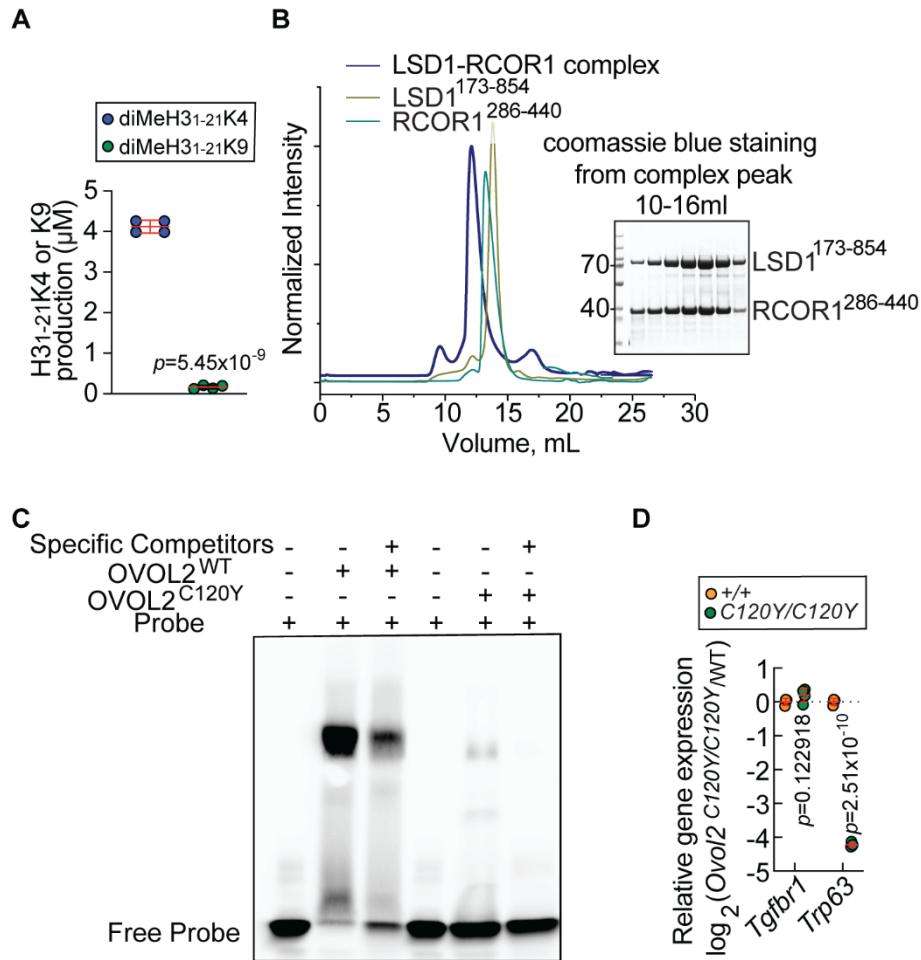 A
diMeH31-21K4
diMeH31-21K9
H31-21K4 or K9
production (µM)
5
4
3
2
1
0
p=5.45x10-9
B
LSD1-RCOR1 complex
LSD1173-854
RCOR1286-440
Normalized Intensity
0 5 10 15 20 25 30
Volume, mL
coomassie blue staining
from complex peak
10-16ml
70
40
LSD1173-854
RCOR1286-440
C
Specific Competitors - - + - - +
OVOL2WT - + + - - -
OVOL2C120Y - - - - + +
Probe + + + + + +
Free Probe
D
+/+
C120Y/C120Y
Relative gene expression
log2(Ovol2C120Y/C120Y/WT)
1
0
-1
-2
-3
-4
-5
p=0.122918
p=2.51x10-10
Tgfbr1
Trp63